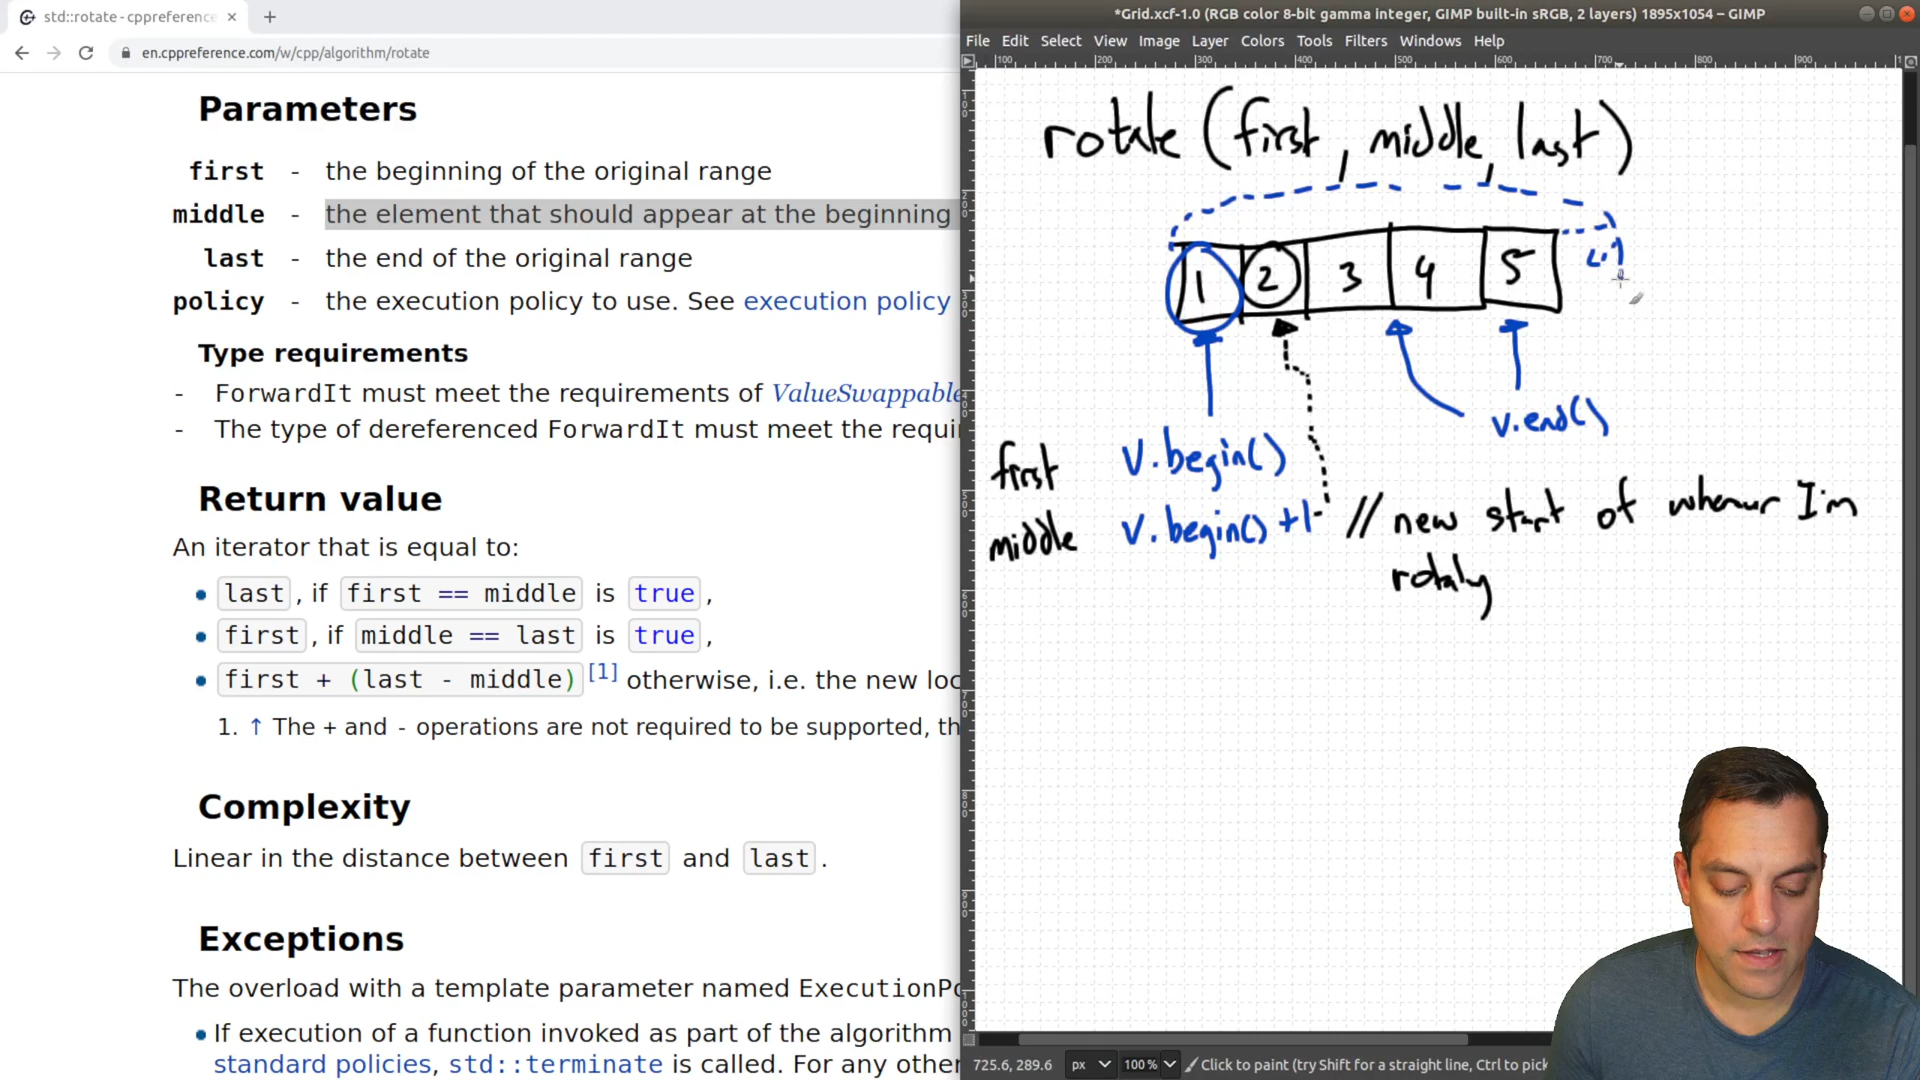 std::rotate - cppreference
*Grid.xcf-1.0 (RGB color 8-bit gamma integer, GIMP built-in sRGB, 2 layers) 1895x1054 – GIMP
en.cppreference.com/w/cpp/algorithm/rotate
File Edit Select View Image Layer Colors Tools Filters Windows Help
Parameters
first - the beginning of the original range
middle - the element that should appear at the beginning
last - the end of the original range
policy - the execution policy to use. See execution policy
Type requirements
- ForwardIt must meet the requirements of ValueSwappable
- The type of dereferenced ForwardIt must meet the requi
Return value
An iterator that is equal to:
• last, if first == middle is true,
• first, if middle == last is true,
• first + (last - middle)[1] otherwise, i.e. the new loc
1. ↑ The + and - operations are not required to be supported, th
Complexity
Linear in the distance between first and last.
Exceptions
The overload with a template parameter named ExecutionPo
• If execution of a function invoked as part of the algorithm
standard policies, std::terminate is called. For any other
100 200 300 400 500 600 700 800 900
rotate (first, middle, last)
1 2 3 4 5
v.end()
first v.begin()
middle v.begin()+1 // new start of I'm
725.6, 289.6 px 100% Click to paint (try Shift for a straight line, Ctrl to pick